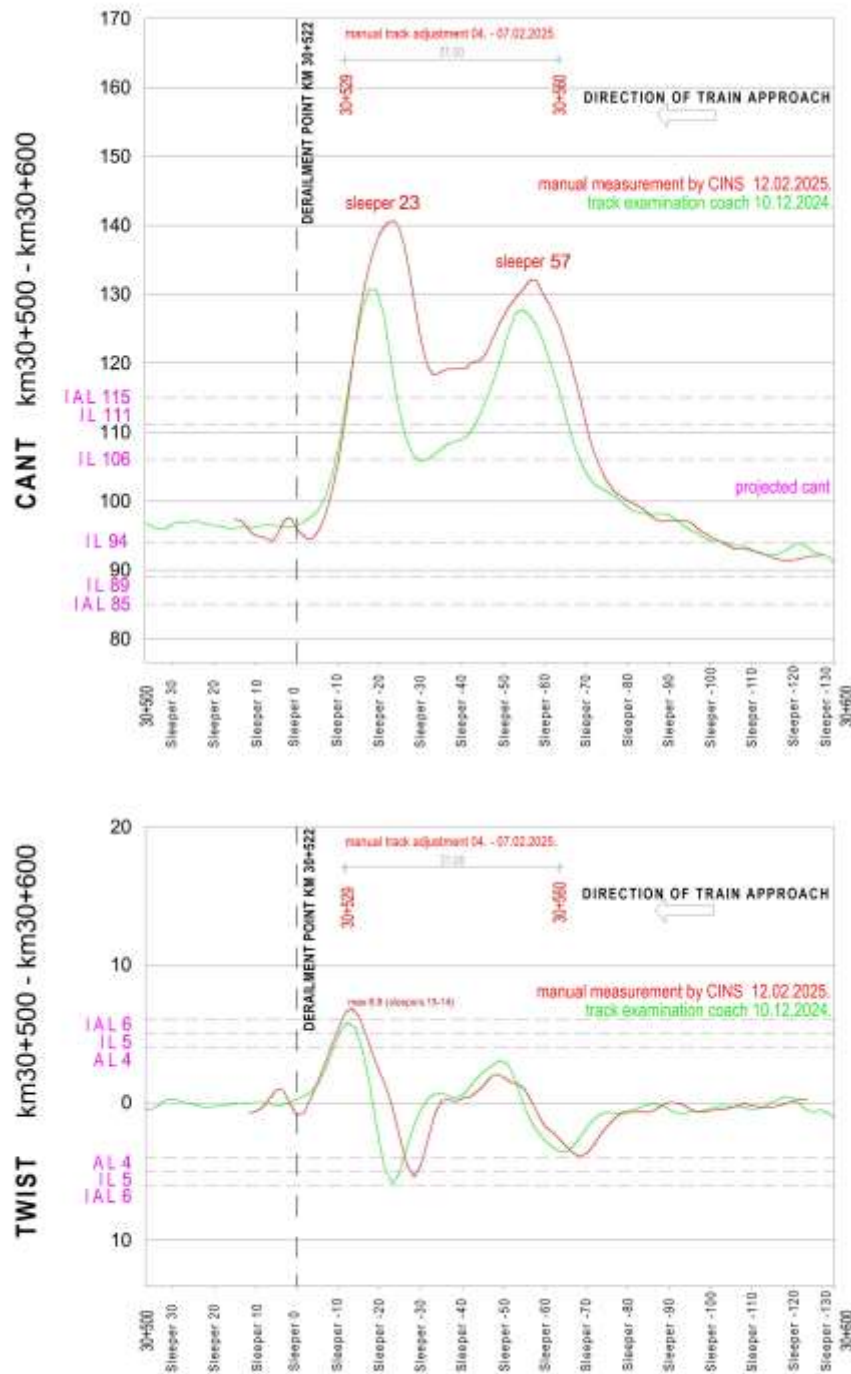 CANT km30+500 - km30+600
170
160
150
140
130
120
110
100
90
80
IAL 115
IL 111
IL 106
IL 94
IL 89
IAL 85
DERAILMENT POINT KM 30+522
manual track adjustment 04. - 07.02.2025.
30+529
30+560
DIRECTION OF TRAIN APPROACH
manual measurement by CINS 12.02.2025.
track examination coach 10.12.2024.
sleeper 23
sleeper 57
projected cant
30+500
Sleeper 30
Sleeper 20
Sleeper 10
Sleeper 0
Sleeper -10
Sleeper -20
Sleeper -30
Sleeper -40
Sleeper -50
Sleeper -60
Sleeper -70
Sleeper -80
Sleeper -90
Sleeper -100
Sleeper -110
Sleeper -120
Sleeper -130
30+600
TWIST km30+500 - km30+600
20
10
0
10
IAL 6
IL 5
AL 4
AL 4
IL 5
IAL 6
DERAILMENT POINT KM 30+522
manual track adjustment 04. - 07.02.2025.
30+529
30+560
DIRECTION OF TRAIN APPROACH
manual measurement by CINS 12.02.2025.
track examination coach 10.12.2024.
30+500
Sleeper 30
Sleeper 20
Sleeper 10
Sleeper 0
Sleeper -10
Sleeper -20
Sleeper -30
Sleeper -40
Sleeper -50
Sleeper -60
Sleeper -70
Sleeper -80
Sleeper -90
Sleeper -100
Sleeper -110
Sleeper -120
Sleeper -130
30+600